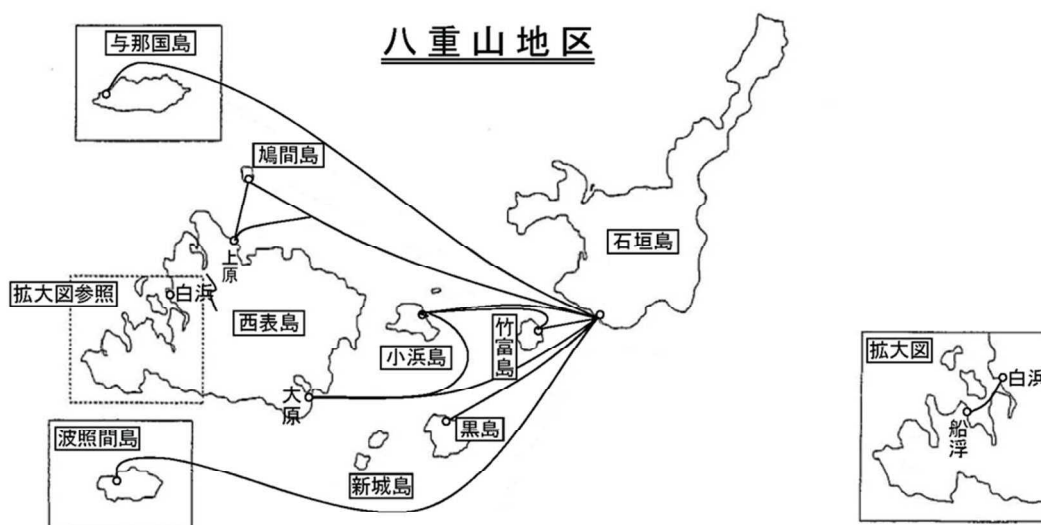 八重山地区
与那国島
鳩間島
上原
石垣島
拡大図参照
白浜
西表島
小浜島
竹富島
大原
黒島
波照間島
新城島
拡大図
白浜
船浮